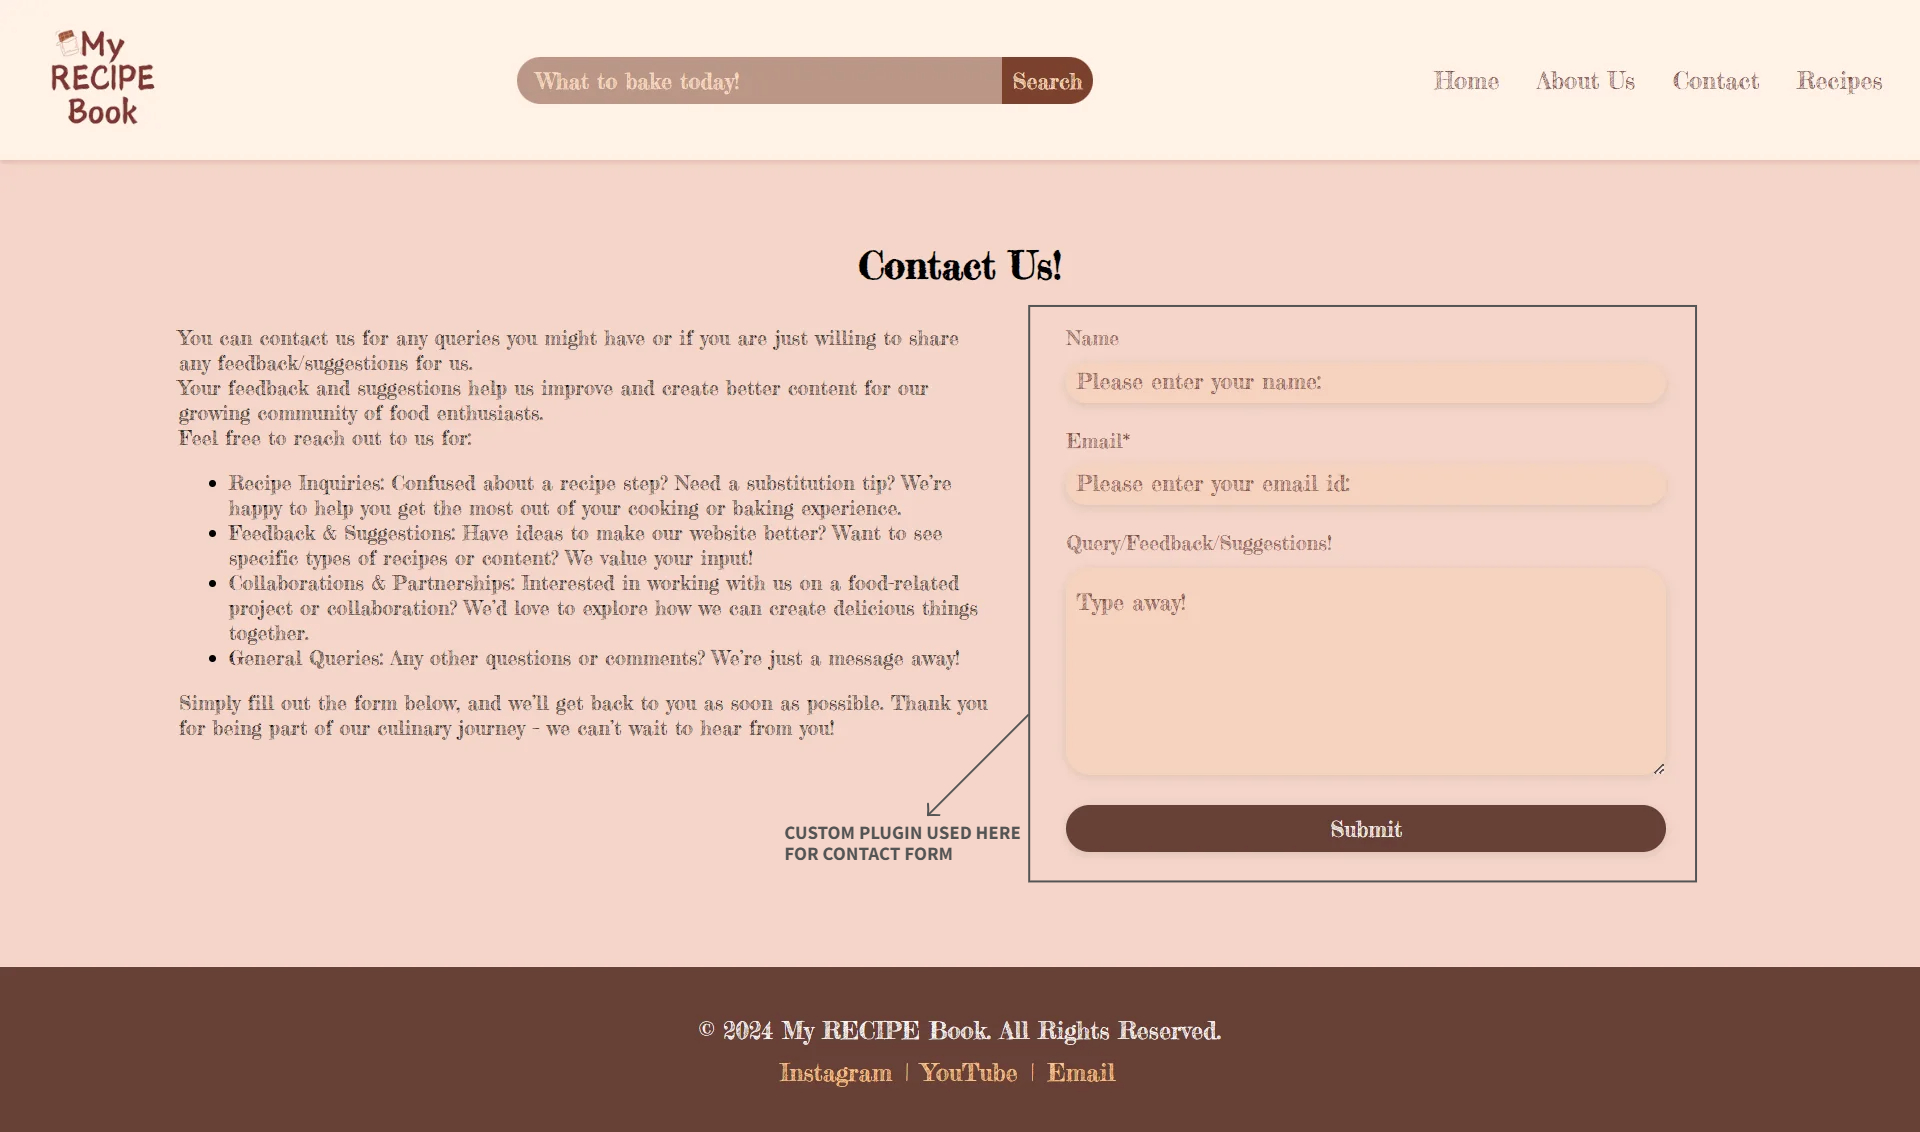 My
RECIPE
Book
What to bake today!
Search
Home
About Us
Contact
Recipes
Contact Us!
You can contact us for any queries you might have or if you are just willing to share
any feedback/suggestions for us.
Your feedback and suggestions help us improve and create better content for our
growing community of food enthusiasts.
Feel free to reach out to us for:
• Recipe Inquiries: Confused about a recipe step? Need a substitution tip? We're
happy to help you get the most out of your cooking or baking experience.
• Feedback & Suggestions: Have ideas to make our website better? Want to see
specific types of recipes or content? We value your input!
• Collaborations & Partnerships: Interested in working with us on a food-related
project or collaboration? We'd love to explore how we can create delicious things
together.
• General Queries: Any other questions or comments? We're just a message away!
Simply fill out the form below, and we'll get back to you as soon as possible. Thank you
for being part of our culinary journey – we can't wait to hear from you!
Name
Please enter your name:
Email*
Please enter your email id:
Query/Feedback/Suggestions!
Type away!
Submit
CUSTOM PLUGIN USED HERE
FOR CONTACT FORM
© 2024 My RECIPE Book. All Rights Reserved.
Instagram | YouTube | Email